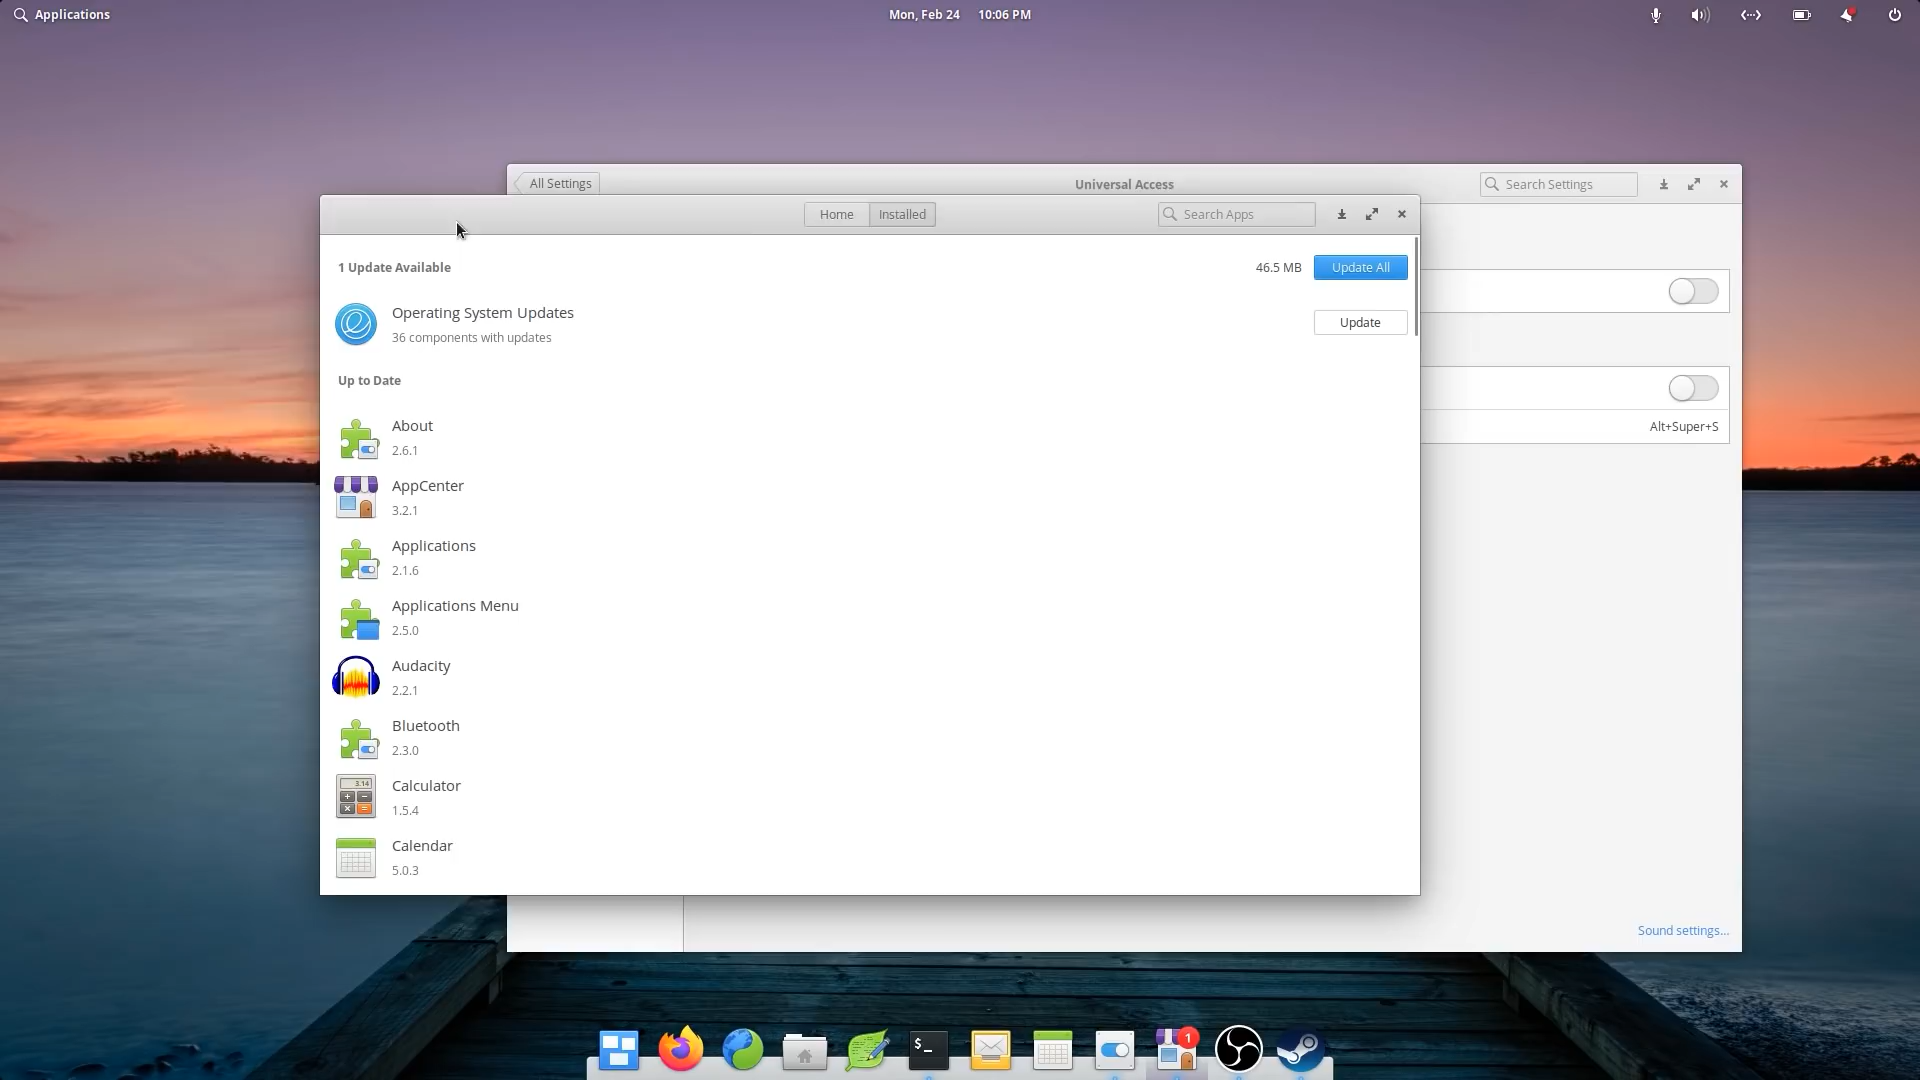 Applications
Mon, Feb 24 10:06 PM
All Settings
Universal Access
Search Settings
Home
Installed
Search Apps
1 Update Available
46.5 MB
Update All
Operating System Updates
36 components with updates
Update
Up to Date
About
2.6.1
AppCenter
3.2.1
Applications
2.1.6
Alt+Super+S
Applications Menu
2.5.0
Audacity
2.2.1
Bluetooth
2.3.0
3.14
Calculator
1.5.4
Calendar
5.0.3
Sound settings...
$_
1